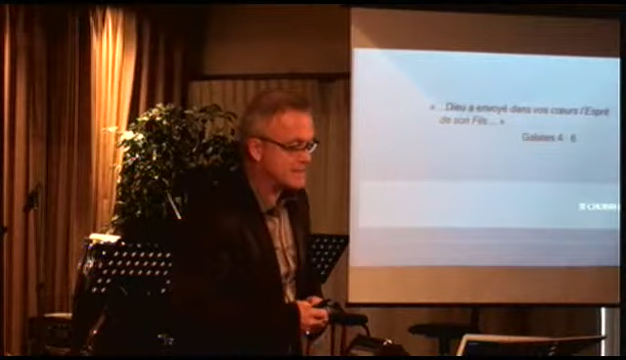 « ...Dieu a envoyé dans vos cœurs l'Esprit
de son Fils... »
Galates 4 : 6